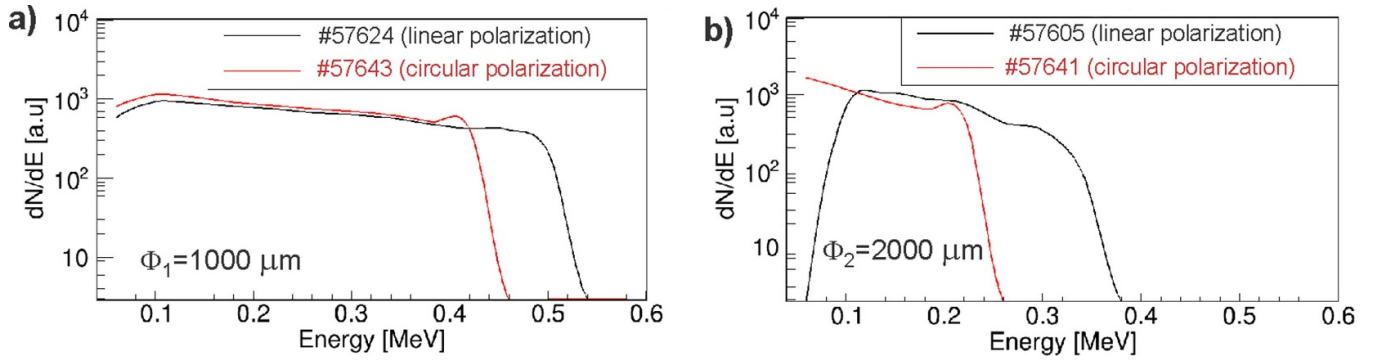 a)
10⁴
10³
10²
10
dN/dE [a.u]
#57624 (linear polarization)
#57643 (circular polarization)
Φ₁=1000 μm
0.1 0.2 0.3 0.4 0.5 0.6
Energy [MeV]
b)
10⁴
10³
10²
10
dN/dE [a.u]
#57605 (linear polarization)
#57641 (circular polarization)
Φ₂=2000 μm
0.1 0.2 0.3 0.4 0.5 0.6
Energy [MeV]